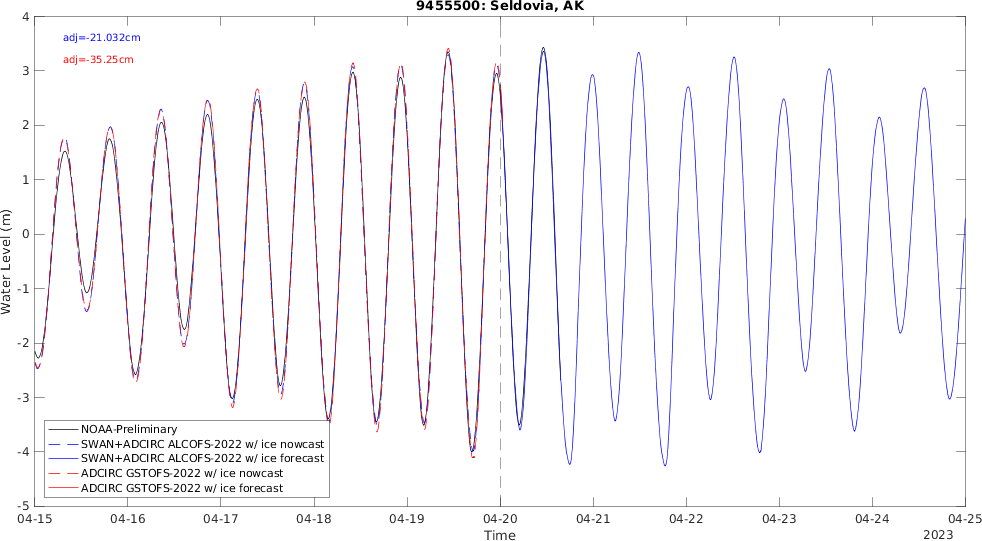 9455500: Seldovia, AK
adj=-21.032cm
adj=-35.25cm
Water Level (m)
4
3
2
1
0
-1
-2
-3
-4
-5
NOAA-Preliminary
SWAN+ADCIRC ALCOFS-2022 w/ ice nowcast
SWAN+ADCIRC ALCOFS-2022 w/ ice forecast
ADCIRC GSTOFS-2022 w/ ice nowcast
ADCIRC GSTOFS-2022 w/ ice forecast
04-15 04-16 04-17 04-18 04-19 04-20 04-21 04-22 04-23 04-24 04-25
Time
2023